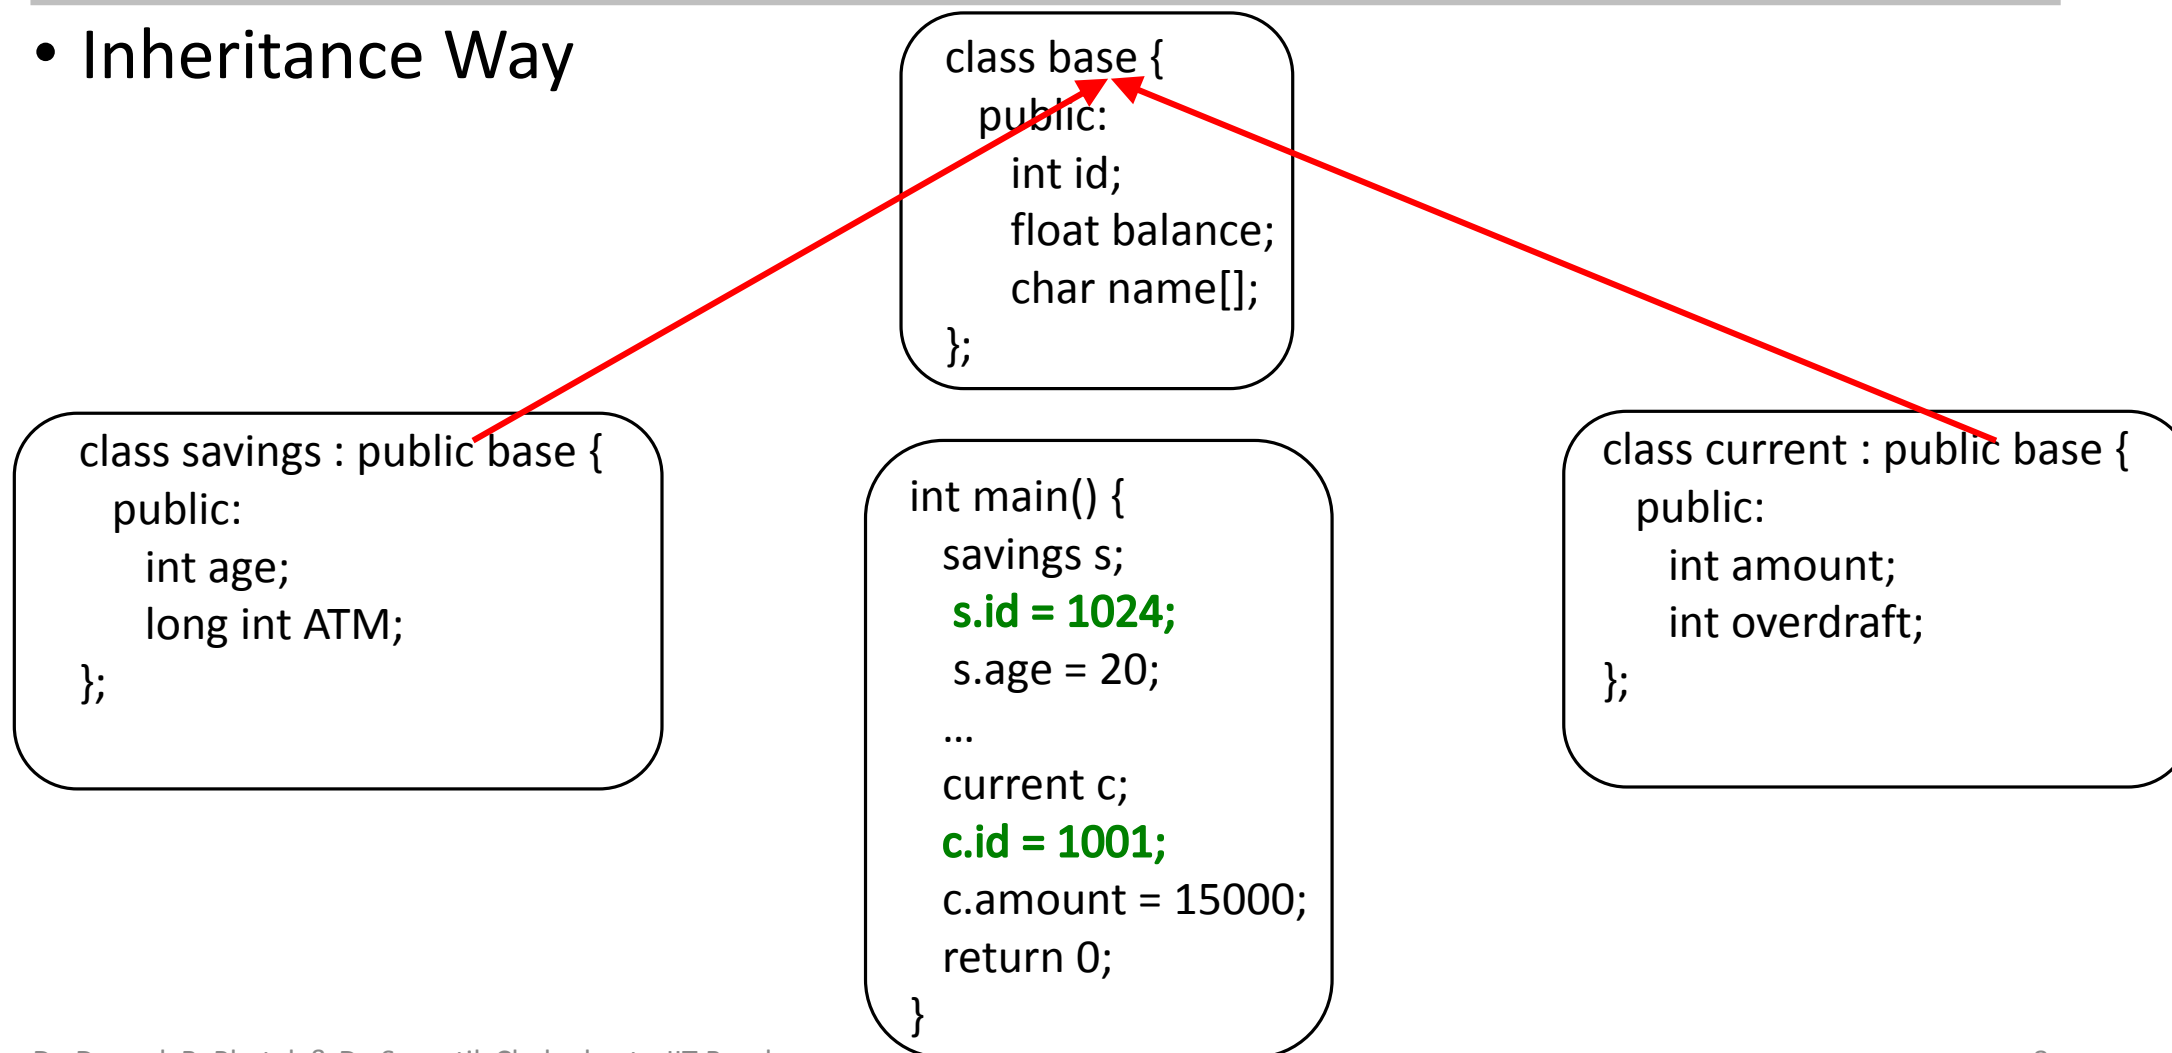 • Inheritance Way
class base {
public:
int id;
float balance;
char name[];
};
class savings : public base {
public:
int age;
long int ATM;
};
int main() {
savings s;
s.id = 1024;
s.age = 20;
...
current c;
c.id = 1001;
c.amount = 15000;
return 0;
}
class current : public base {
public:
int amount;
int overdraft;
};